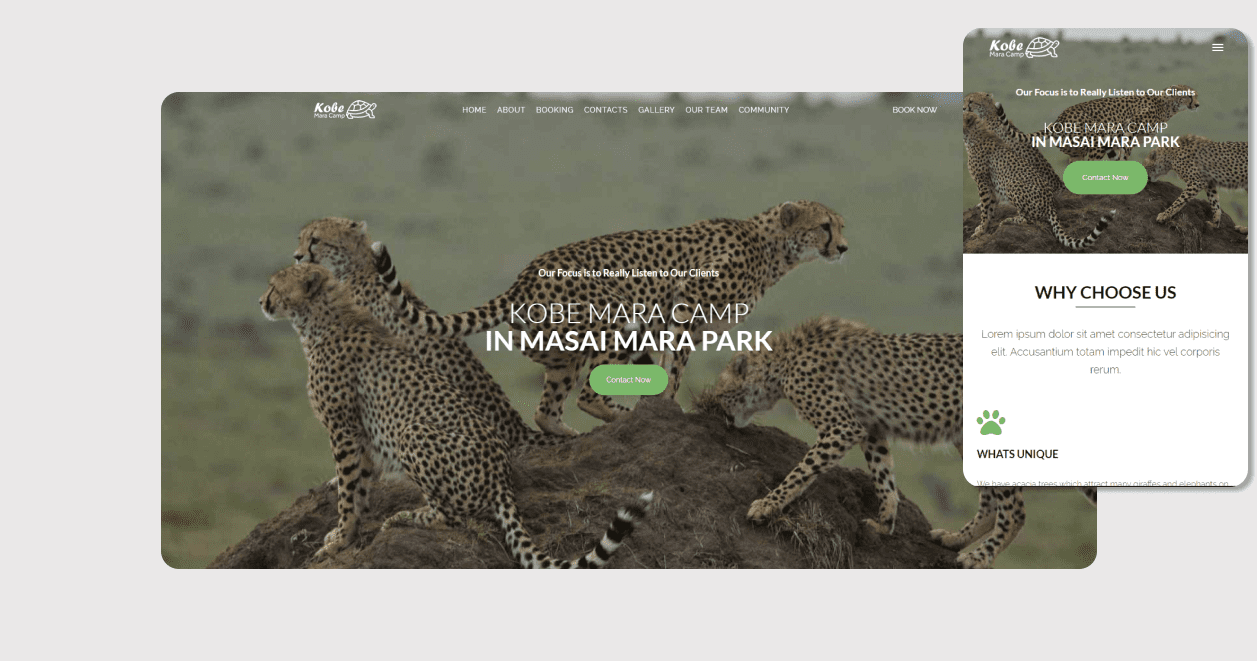 Kobe
Mara Camp
HOME ABOUT BOOKING CONTACTS GALLERY OUR TEAM COMMUNITY BOOK NOW
Our Focus is to Really Listen to Our Clients
KOBE MARA CAMP
IN MASAI MARA PARK
Contact Now
Kobe
Mara Camp
Our Focus is to Really Listen to Our Clients
KOBE MARA CAMP
IN MASAI MARA PARK
Contact Now
WHY CHOOSE US
Lorem ipsum dolor sit amet consectetur adipisicing
elit. Accusantium totam impedit hic vel corporis
rerum.
WHATS UNIQUE
We have acacia trees which attract many giraffes and elephants on